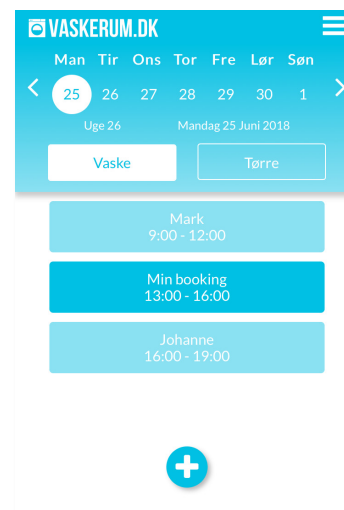 VASKERUM.DK
Man Tir Ons Tor Fre Lør Søn
25 26 27 28 29 30 1
Uge 26 Mandag 25 Juni 2018
Vaske Tørre
Mark
9:00 - 12:00
Min booking
13:00 - 16:00
Johanne
16:00 - 19:00